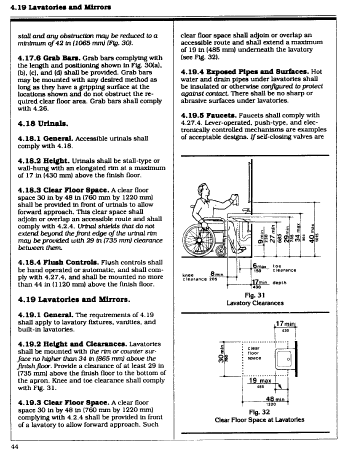 4.19 Lavatories and Mirrors
stall and any obstruction may be reduced to a
minimum of 42 in (1065 mm) (Fig. 30).
4.17.6 Grab Bars. Grab bars complying with
the length and positioning shown in Fig. 30(a),
(b), (c), and (d) shall be provided. Grab bars
may be mounted with any desired method as
long as they have a gripping surface at the
locations shown and do not obstruct the re-
quired clear floor area. Grab bars shall comply
with 4.26.
4.18 Urinals.
4.18.1 General. Accessible urinals shall
comply with 4.18.
4.18.2 Height. Urinals shall be stall-type or
wall-hung with an elongated rim at a maximum
of 17 in (430 mm) above the finish floor.
4.18.3 Clear Floor Space. A clear floor
space 30 in by 48 in (760 mm by 1220 mm)
shall be provided in front of urinals to allow
forward approach. This clear space shall
adjoin or overlap an accessible route and shall
comply with 4.2.4. Urinal shields that do not
extend beyond the front edge of the urinal rim
may be provided with 29 in (735 mm) clearance
between them.
4.18.4 Flush Controls. Flush controls shall
be hand operated or automatic, and shall com-
ply with 4.27.4, and shall be mounted no more
than 44 in (1120 mm) above the finish floor.
4.19 Lavatories and Mirrors.
4.19.1 General. The requirements of 4.19
shall apply to lavatory fixtures, vanities, and
built-in lavatories.
4.19.2 Height and Clearances. Lavatories
shall be mounted with the rim or counter sur-
face no higher than 34 in (865 mm) above the
finish floor. Provide a clearance of at least 29 in
(735 mm) above the finish floor to the bottom of
the apron. Knee and toe clearance shall comply
with Fig. 31.
4.19.3 Clear Floor Space. A clear floor
space 30 in by 48 in (760 mm by 1220 mm)
complying with 4.2.4 shall be provided in front
of a lavatory to allow forward approach. Such
clear floor space shall adjoin or overlap an
accessible route and shall extend a maximum
of 19 in (485 mm) underneath the lavatory
(see Fig. 32).
4.19.4 Exposed Pipes and Surfaces. Hot
water and drain pipes under lavatories shall
be insulated or otherwise configured to protect
against contact. There shall be no sharp or
abrasive surfaces under lavatories.
4.19.5 Faucets. Faucets shall comply with
4.27.4. Lever-operated, push-type, and elec-
tronically controlled mechanisms are examples
of acceptable designs. If self-closing valves are
9 min
27 min
29 min
34 max
40 max
knee
clearance
8 min
205
6 max
150
toe
clearance
17 min
430
depth
Fig. 31
Lavatory Clearances
17 min
430
clear
floor
space
30 min
760
19 max
485
48 min
1220
Fig. 32
Clear Floor Space at Lavatories
44